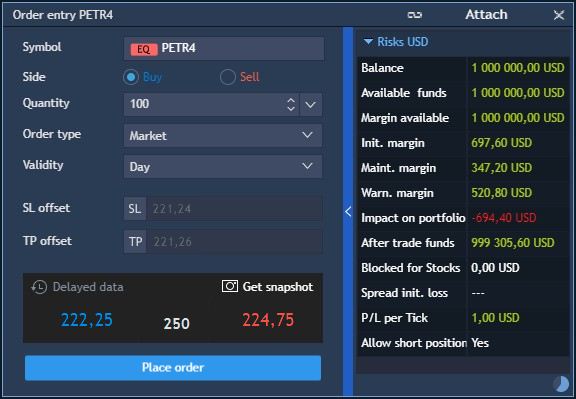 Order entry PETR4
Attach
Symbol EQ PETR4
Side Buy Sell
Quantity 100
Order type Market
Validity Day
SL offset SL 221,24
TP offset TP 221,26
Delayed data Get snapshot
222,25 250 224,75
Place order
Risks USD
Balance 1 000 000,00 USD
Available funds 1 000 000,00 USD
Margin available 1 000 000,00 USD
Init. margin 697,60 USD
Maint. margin 347,20 USD
Warn. margin 520,80 USD
Impact on portfolio -694,40 USD
After trade funds 999 305,60 USD
Blocked for Stocks 0,00 USD
Spread init. loss ---
P/L per Tick 1,00 USD
Allow short position Yes